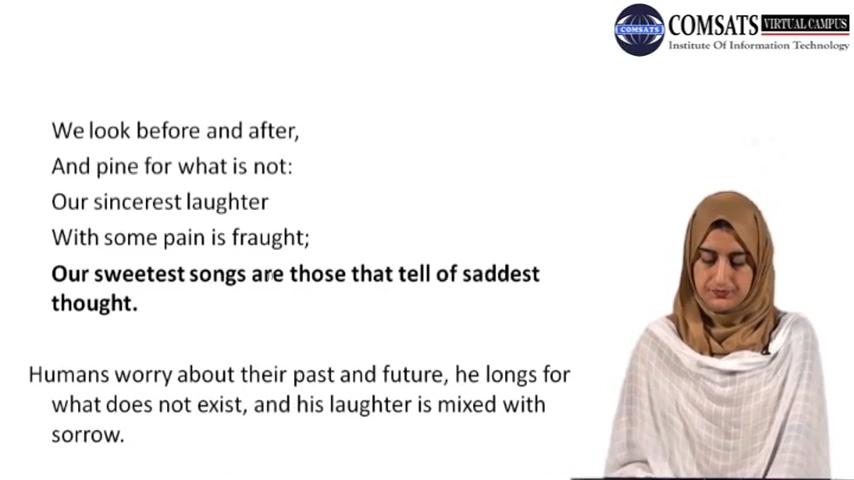 COMSATS VIRTUAL CAMPUS
COMSATS
Institute Of Information Technology
We look before and after,
And pine for what is not:
Our sincerest laughter
With some pain is fraught;
Our sweetest songs are those that tell of saddest
thought.
Humans worry about their past and future, he longs for
what does not exist, and his laughter is mixed with
sorrow.